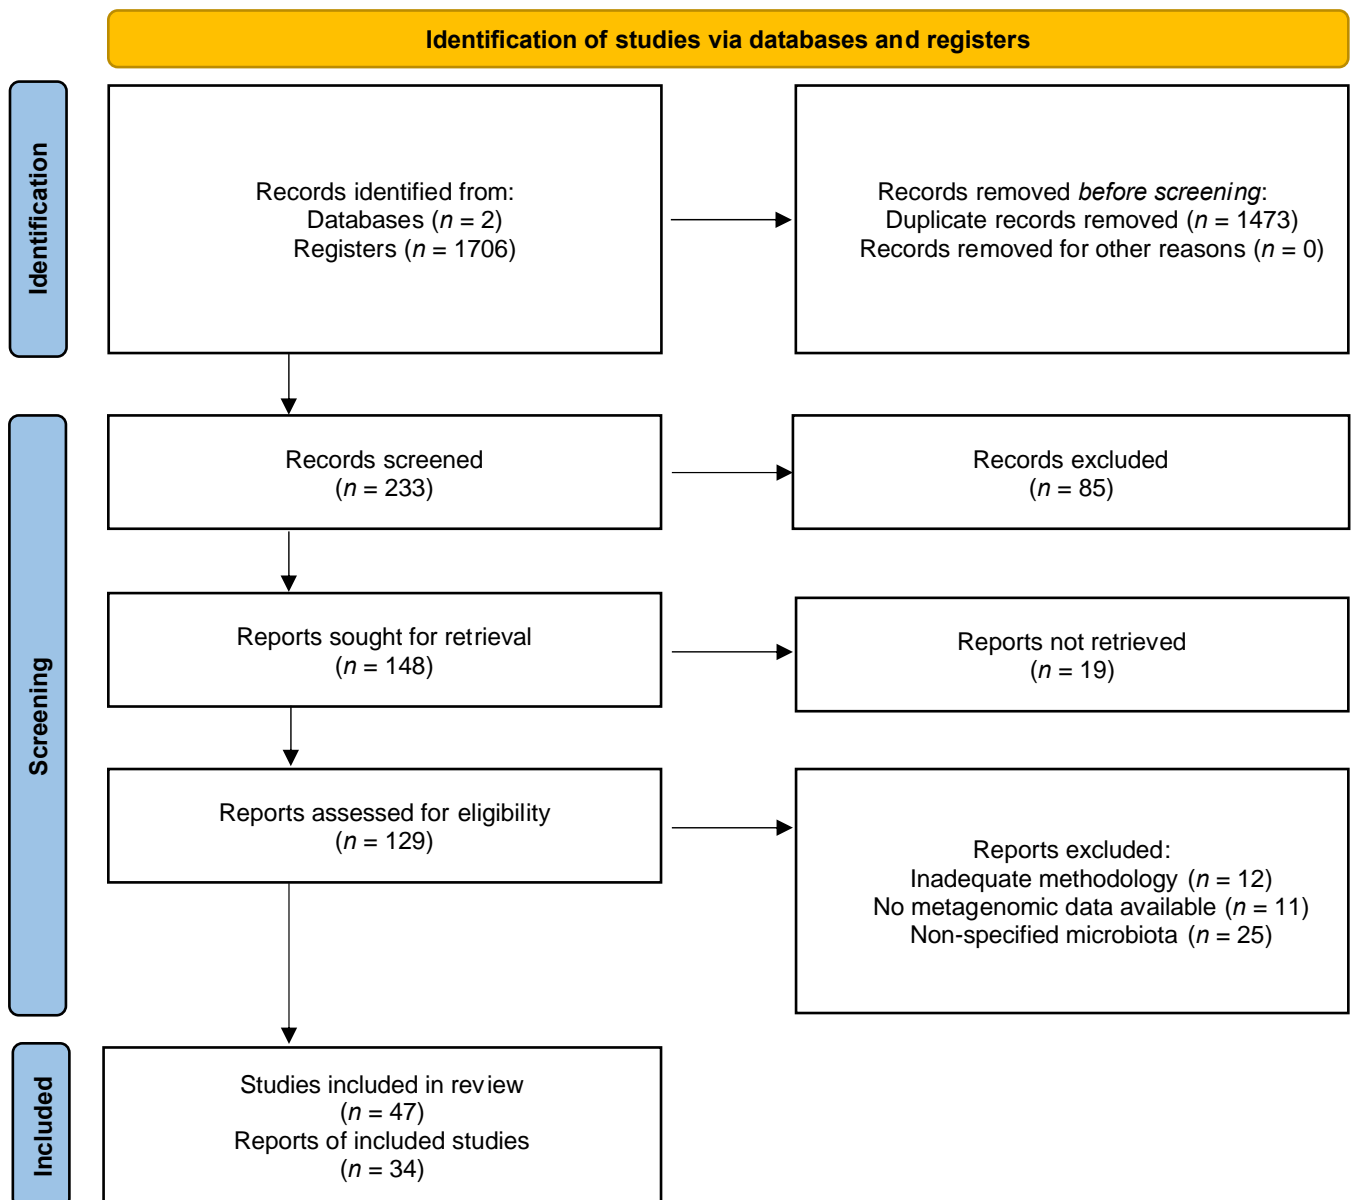 Identification of studies via databases and registers
Identification
Records identified from:
Databases (n = 2)
Registers (n = 1706)
Records removed before screening:
Duplicate records removed (n = 1473)
Records removed for other reasons (n = 0)
Screening
Records screened
(n = 233)
Records excluded
(n = 85)
Reports sought for retrieval
(n = 148)
Reports not retrieved
(n = 19)
Reports assessed for eligibility
(n = 129)
Reports excluded:
Inadequate methodology (n = 12)
No metagenomic data available (n = 11)
Non-specified microbiota (n = 25)
Included
Studies included in review
(n = 47)
Reports of included studies
(n = 34)